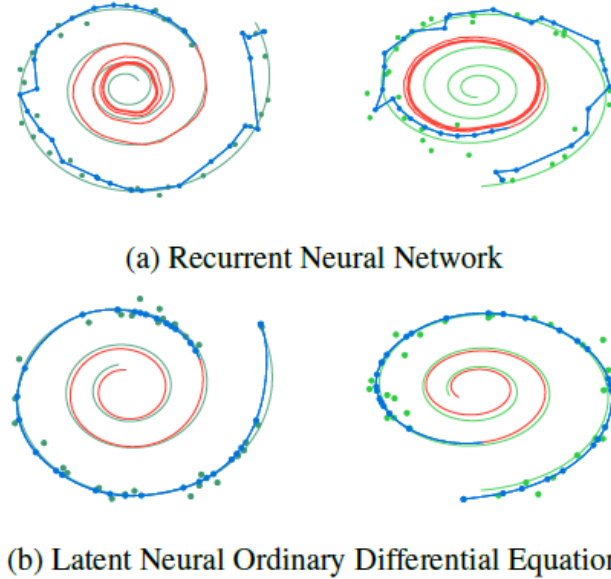 (a) Recurrent Neural Network
(b) Latent Neural Ordinary Differential Equation